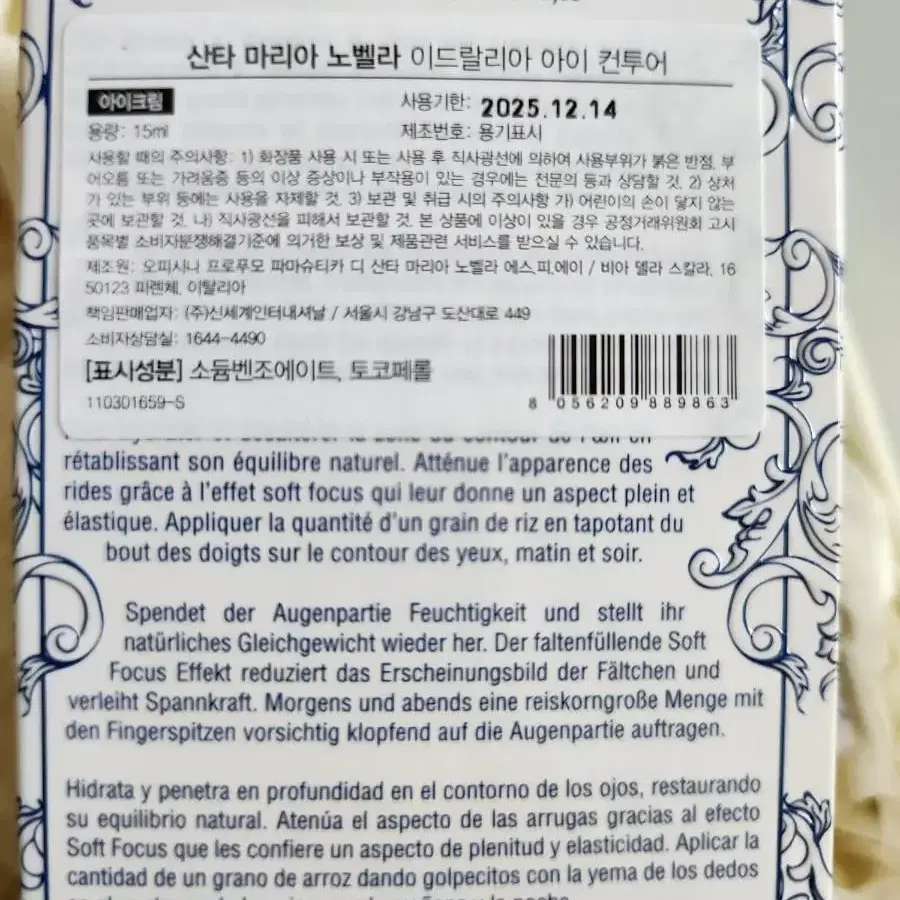 산타 마리아 노벨라 이드랄리아 아이 컨투어
아이크림
사용기한: 2025.12.14
용량: 15ml
제조번호: 용기표시
사용할 때의 주의사항: 1) 화장품 사용 시 또는 사용 후 직사광선에 의하여 사용부위가 붉은 반점, 부
어오름 또는 가려움증 등의 이상 증상이나 부작용이 있는 경우에는 전문의 등과 상담할 것. 2) 상처
가 있는 부위 등에는 사용을 자제할 것. 3) 보관 및 취급 시의 주의사항 가) 어린이의 손이 닿지 않는
곳에 보관할 것. 나) 직사광선을 피해서 보관할 것. 본 상품에 이상이 있을 경우 공정거래위원회 고시
품목별 소비자분쟁해결기준에 의거한 보상 및 제품관련 서비스를 받으실 수 있습니다.
제조원: 오피시나 프로푸모 파마슈티카 디 산타 마리아 노벨라 에스.피.에이 / 비아 델라 스칼라, 16
50123 피렌체, 이탈리아
책임판매업자: (주)신세계인터내셔날 / 서울시 강남구 도산대로 449
소비자상담실: 1644-4490
[표시성분] 소듐벤조에이트, 토코페롤
110301659-S
8 056209 889863
rétablissant son équilibre naturel. Atténue l'apparence des
rides grâce à l'effet soft focus qui leur donne un aspect plein et
élastique. Appliquer la quantité d'un grain de riz en tapotant du
bout des doigts sur le contour des yeux, matin et soir.
Spendet der Augenpartie Feuchtigkeit und stellt ihr
natürliches Gleichgewicht wieder her. Der faltenfüllende Soft
Focus Effekt reduziert das Erscheinungsbild der Fältchen und
verleiht Spannkraft. Morgens und abends eine reiskorngroße Menge mit
den Fingerspitzen vorsichtig klopfend auf die Augenpartie auftragen.
Hidrata y penetra en profundidad en el contorno de los ojos, restaurando
su equilibrio natural. Atenúa el aspecto de las arrugas gracias al efecto
Soft Focus que les confiere un aspecto de plenitud y elasticidad. Aplicar la
cantidad de un grano de arroz dando golpecitos con la yema de los dedos